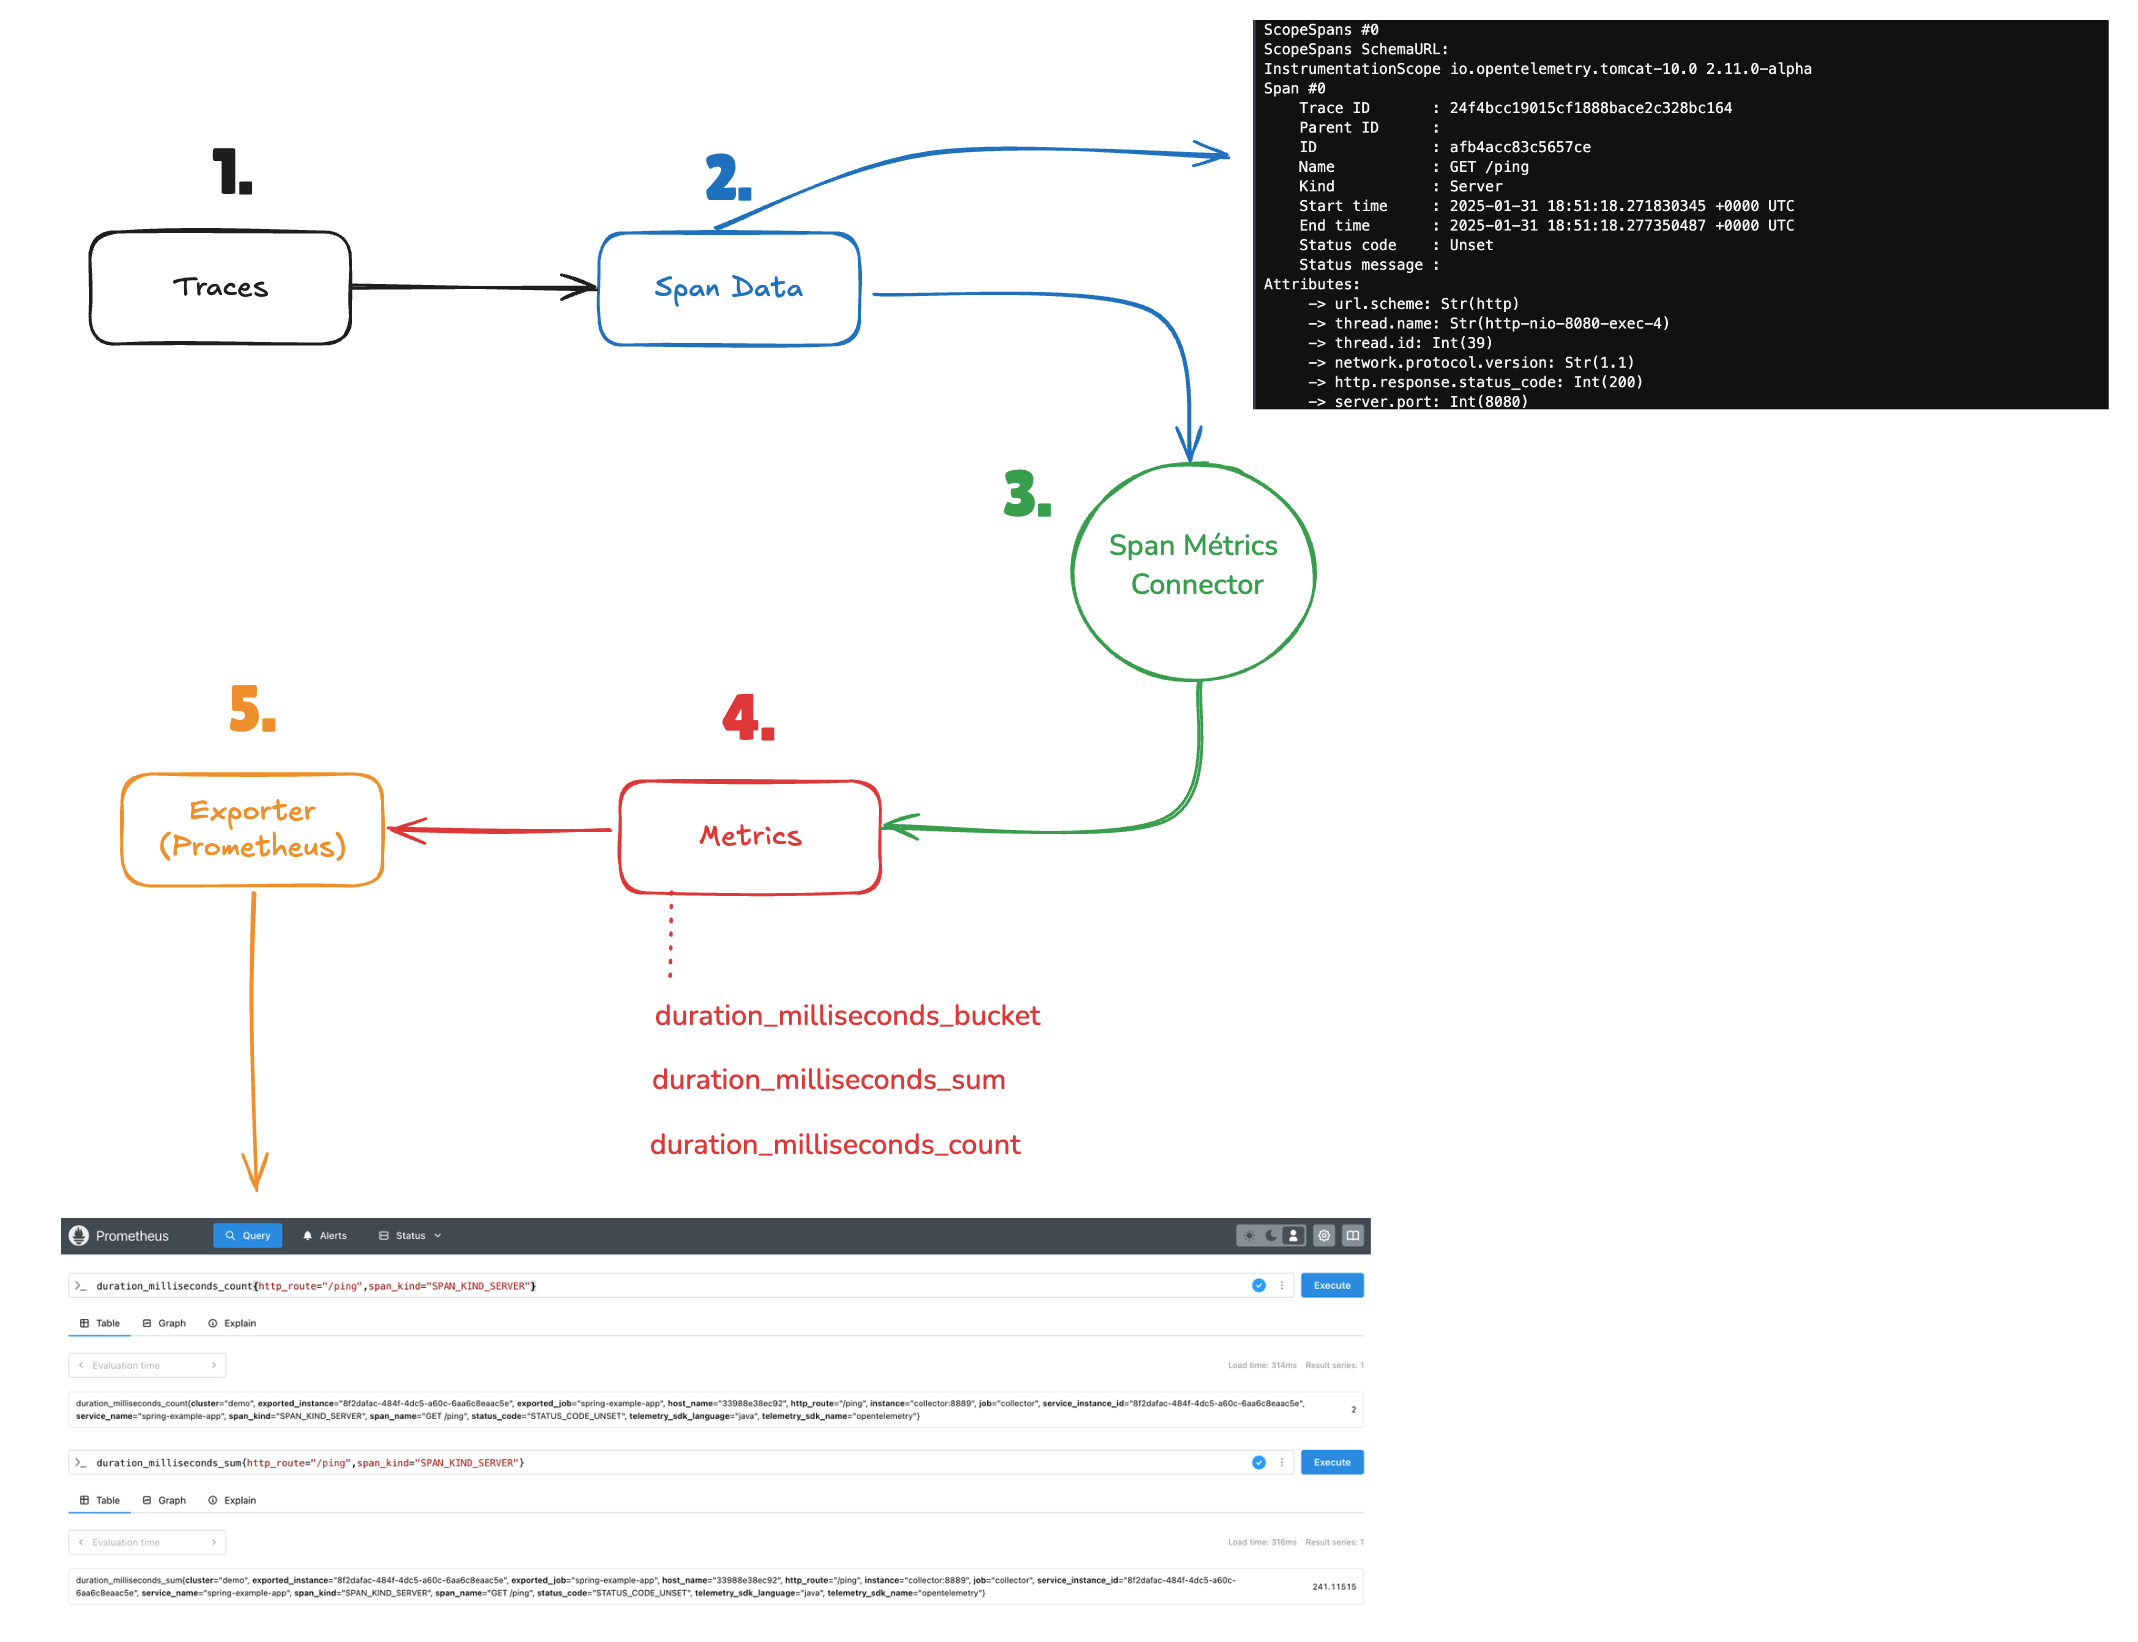 1.
Traces
2.
Span Data
ScopeSpans #0
ScopeSpans SchemaURL:
InstrumentationScope io.opentelemetry.tomcat-10.0 2.11.0-alpha
Span #0
Trace ID : 24f4bcc19015cf1888bace2c328bc164
Parent ID :
ID : afb4acc83c5657ce
Name : GET /ping
Kind : Server
Start time : 2025-01-31 18:51:18.271830345 +0000 UTC
End time : 2025-01-31 18:51:18.277350487 +0000 UTC
Status code : Unset
Status message :
Attributes:
-> url.scheme: Str(http)
-> thread.name: Str(http-nio-8080-exec-4)
-> thread.id: Int(39)
-> network.protocol.version: Str(1.1)
-> http.response.status_code: Int(200)
-> server.port: Int(8080)
3.
Span Métrics
Connector
4.
Metrics
duration_milliseconds_bucket
duration_milliseconds_sum
duration_milliseconds_count
5.
Exporter
(Prometheus)
Prometheus Query Alerts Status
>_ duration_milliseconds_count{http_route="/ping",span_kind="SPAN_KIND_SERVER"} Execute
Table Graph Explain
< Evaluation time > Load time: 314ms Result series: 1
duration_milliseconds_count{cluster="demo", exported_instance="8f2dafac-484f-4dc5-a60c-6aa6c8eaac5e", exported_job="spring-example-app", host_name="33988e38ec92", http_route="/ping", instance="collector:8889", job="collector", service_instance_id="8f2dafac-484f-4dc5-a60c-6aa6c8eaac5e",
service_name="spring-example-app", span_kind="SPAN_KIND_SERVER", span_name="GET /ping", status_code="STATUS_CODE_UNSET", telemetry_sdk_language="java", telemetry_sdk_name="opentelemetry"} 2
>_ duration_milliseconds_sum{http_route="/ping",span_kind="SPAN_KIND_SERVER"} Execute
Table Graph Explain
< Evaluation time > Load time: 316ms Result series: 1
duration_milliseconds_sum{cluster="demo", exported_instance="8f2dafac-484f-4dc5-a60c-6aa6c8eaac5e", exported_job="spring-example-app", host_name="33988e38ec92", http_route="/ping", instance="collector:8889", job="collector", service_instance_id="8f2dafac-484f-4dc5-a60c-
6aa6c8eaac5e", service_name="spring-example-app", span_kind="SPAN_KIND_SERVER", span_name="GET /ping", status_code="STATUS_CODE_UNSET", telemetry_sdk_language="java", telemetry_sdk_name="opentelemetry"} 241.11515